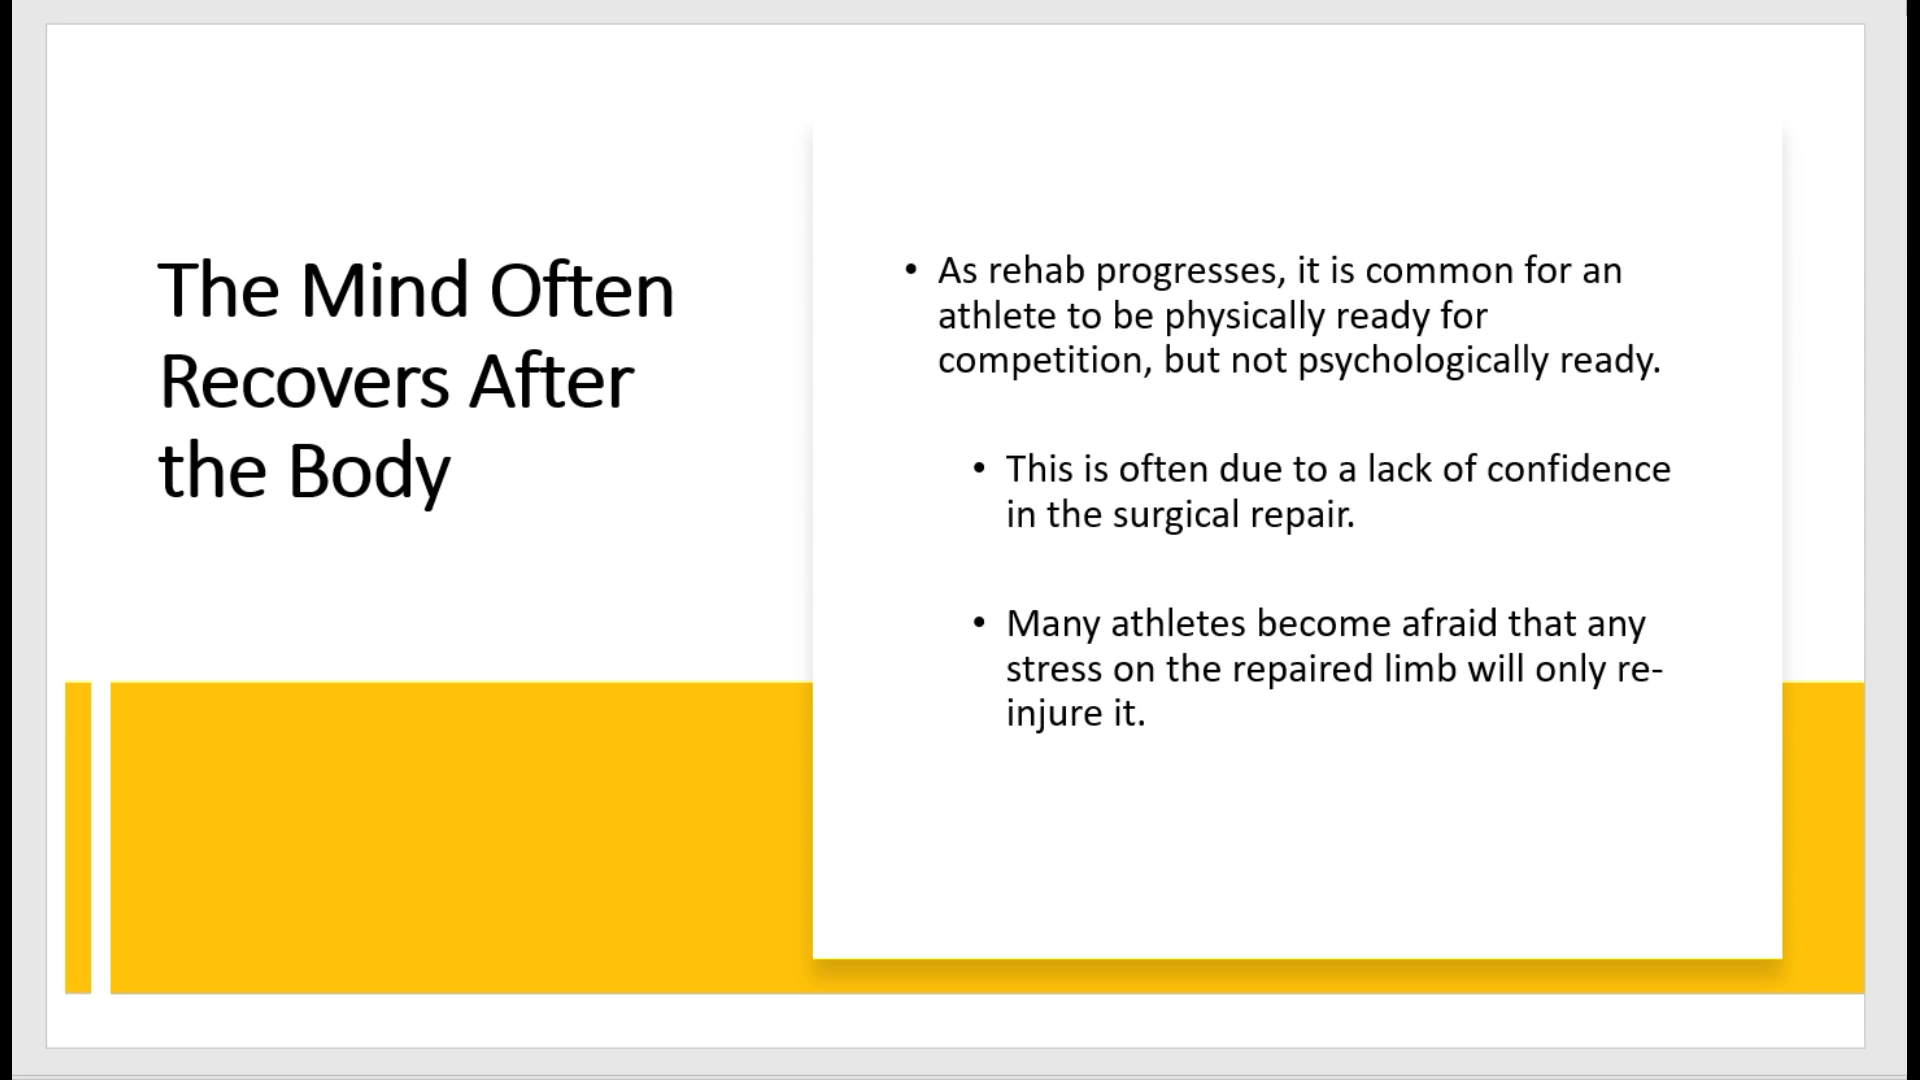 The Mind Often
Recovers After
the Body
• As rehab progresses, it is common for an
athlete to be physically ready for
competition, but not psychologically ready.
• This is often due to a lack of confidence
in the surgical repair.
• Many athletes become afraid that any
stress on the repaired limb will only re-
injure it.